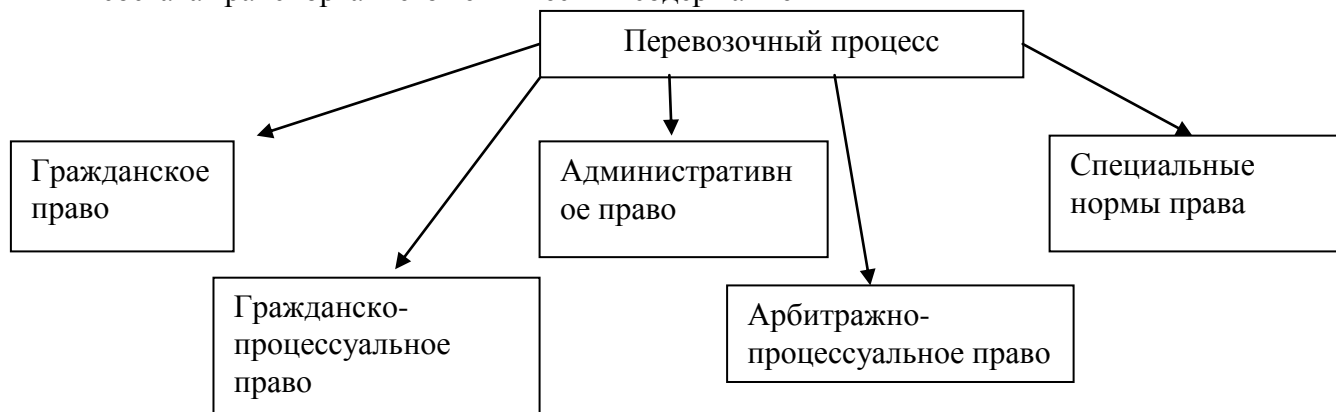 Перевозочный процесс
Гражданское
право
Административн
ое право
Специальные
нормы права
Гражданско-
процессуальное
право
Арбитражно-
процессуальное право